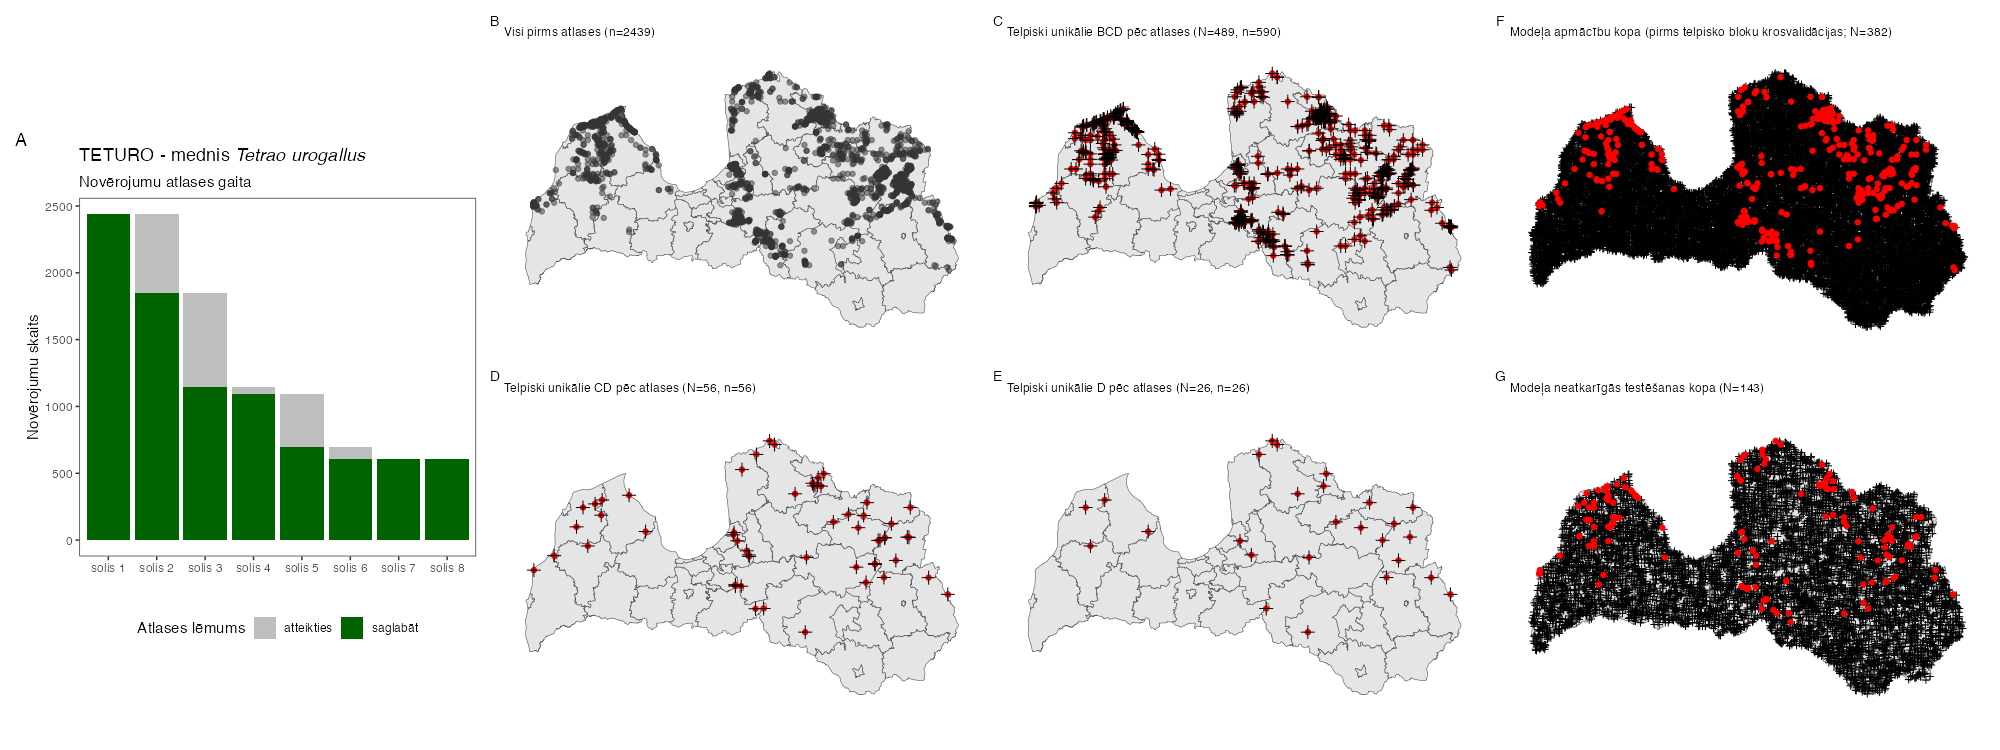 A
TETURO - mednis Tetrao urogallus
Novērojumu atlases gaita
Novērojumu skaits
2500
2000
1500
1000
500
0
solis 1 solis 2 solis 3 solis 4 solis 5 solis 6 solis 7 solis 8
Atlases lēmums atteikties saglabāt
B
Visi pirms atlases (n=2439)
C
Telpiski unikālie BCD pēc atlases (N=489, n=590)
F
Modeļa apmācību kopa (pirms telpisko bloku krosvalidācijas; N=382)
D
Telpiski unikālie CD pēc atlases (N=56, n=56)
E
Telpiski unikālie D pēc atlases (N=26, n=26)
G
Modeļa neatkarīgās testēšanas kopa (N=143)